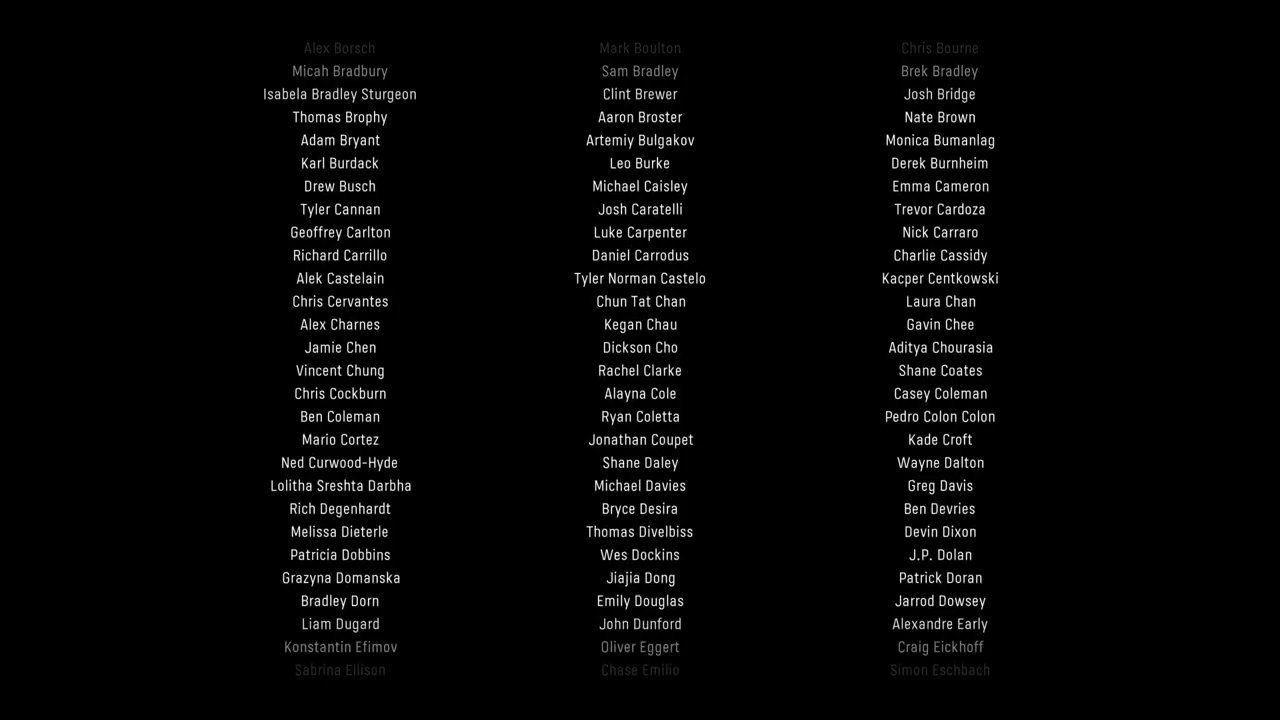 Alex Borsch Mark Boulton Chris Bourne
Micah Bradbury Sam Bradley Brek Bradley
Isabela Bradley Sturgeon Clint Brewer Josh Bridge
Thomas Brophy Aaron Broster Nate Brown
Adam Bryant Artemiy Bulgakov Monica Bumanlag
Karl Burdack Leo Burke Derek Burnheim
Drew Busch Michael Caisley Emma Cameron
Tyler Cannan Josh Caratelli Trevor Cardoza
Geoffrey Carlton Luke Carpenter Nick Carraro
Richard Carrillo Daniel Carrodus Charlie Cassidy
Alek Castelain Tyler Norman Castelo Kacper Centkowski
Chris Cervantes Chun Tat Chan Laura Chan
Alex Charnes Kegan Chau Gavin Chee
Jamie Chen Dickson Cho Aditya Chourasia
Vincent Chung Rachel Clarke Shane Coates
Chris Cockburn Alayna Cole Casey Coleman
Ben Coleman Ryan Coletta Pedro Colon Colon
Mario Cortez Jonathan Coupet Kade Croft
Ned Curwood-Hyde Shane Daley Wayne Dalton
Lolitha Sreshta Darbha Michael Davies Greg Davis
Rich Degenhardt Bryce Desira Ben Devries
Melissa Dieterle Thomas Divelbiss Devin Dixon
Patricia Dobbins Wes Dockins J.P. Dolan
Grazyna Domanska Jiajia Dong Patrick Doran
Bradley Dorn Emily Douglas Jarrod Dowsey
Liam Dugard John Dunford Alexandre Early
Konstantin Efimov Oliver Eggert Craig Eickhoff
Sabrina Ellison Chase Emilio Simon Eschbach